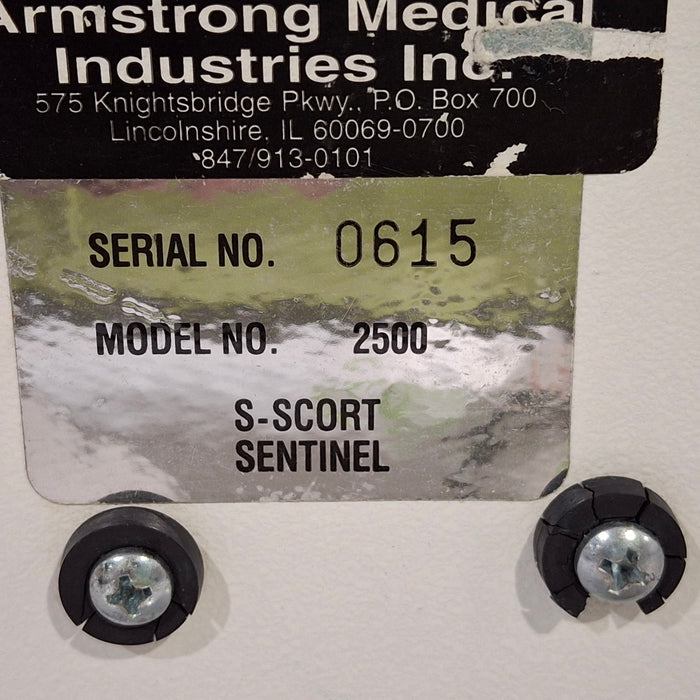 Armstrong Medical
Industries Inc.
575 Knightsbridge Pkwy., P.O. Box 700
Lincolnshire, IL 60069-0700
847/913-0101
SERIAL NO. 0615
MODEL NO. 2500
S-SCORT
SENTINEL